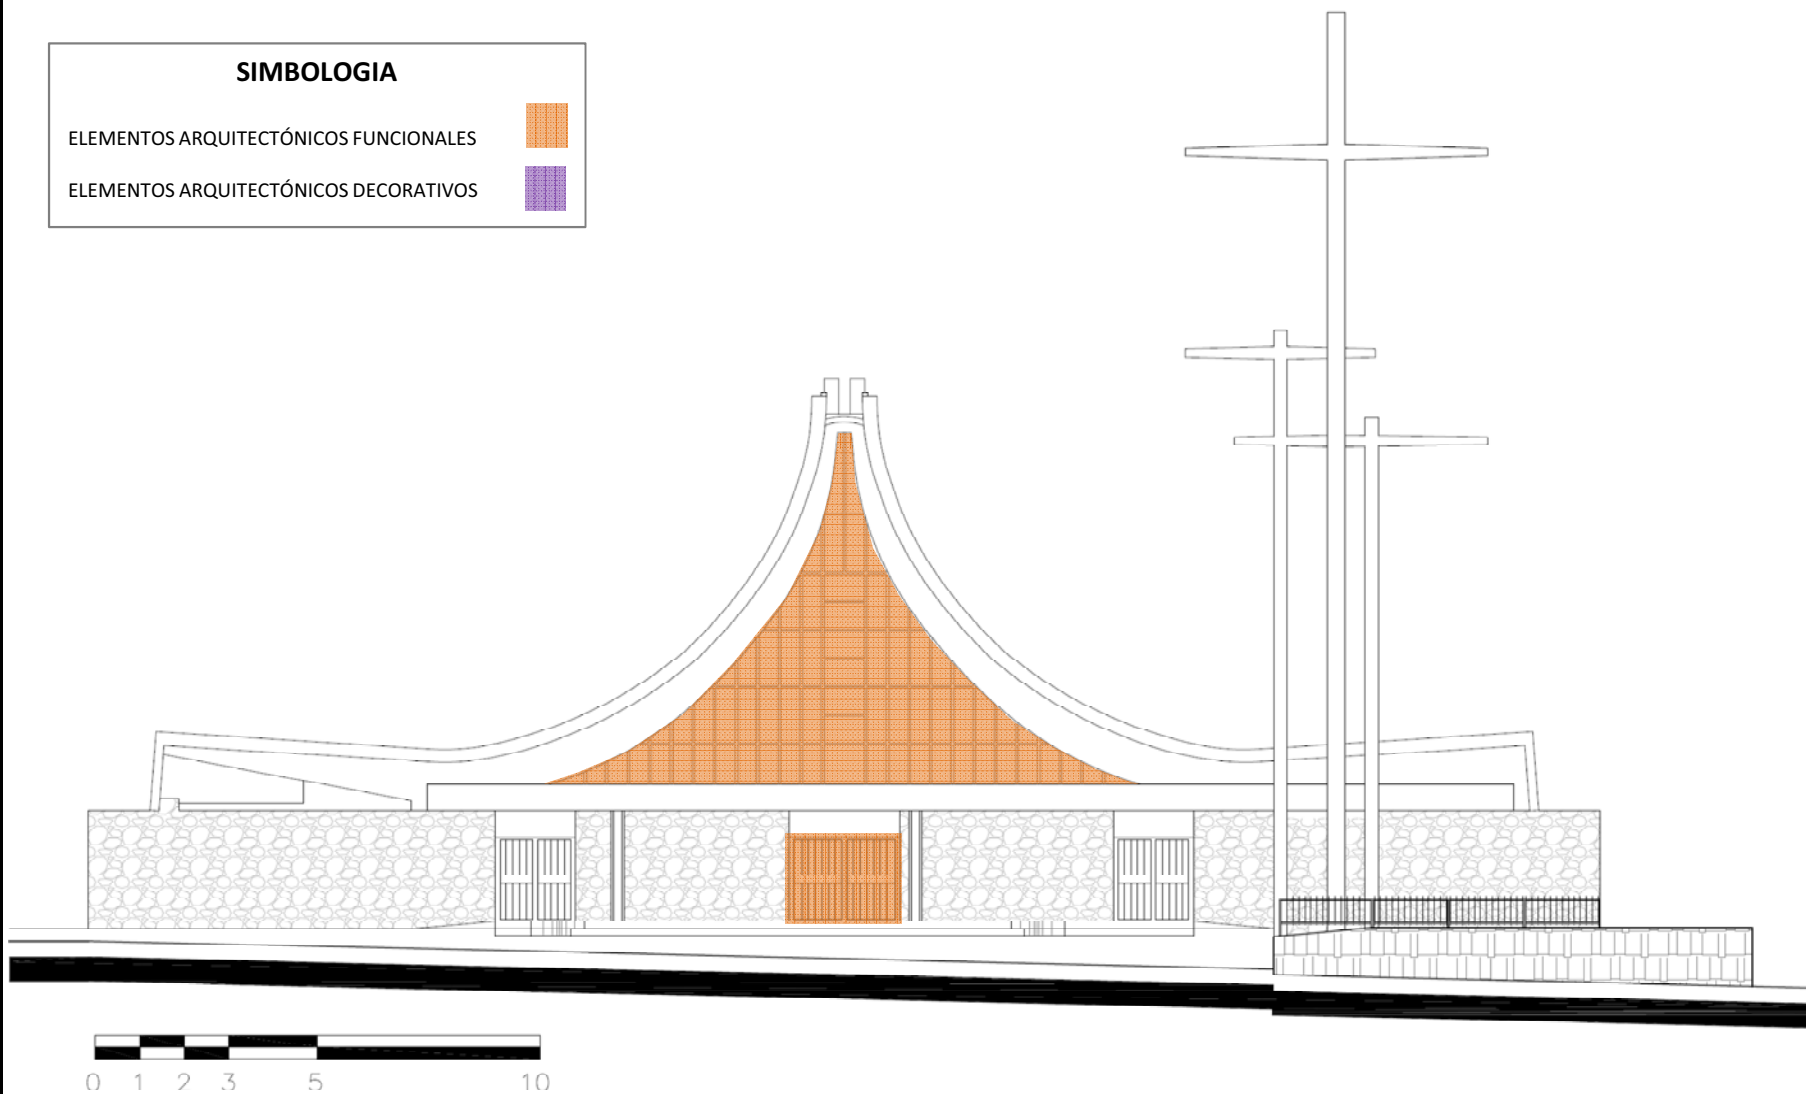 SIMBOLOGIA
ELEMENTOS ARQUITECTÓNICOS FUNCIONALES
ELEMENTOS ARQUITECTÓNICOS DECORATIVOS
0 1 2 3 5 10